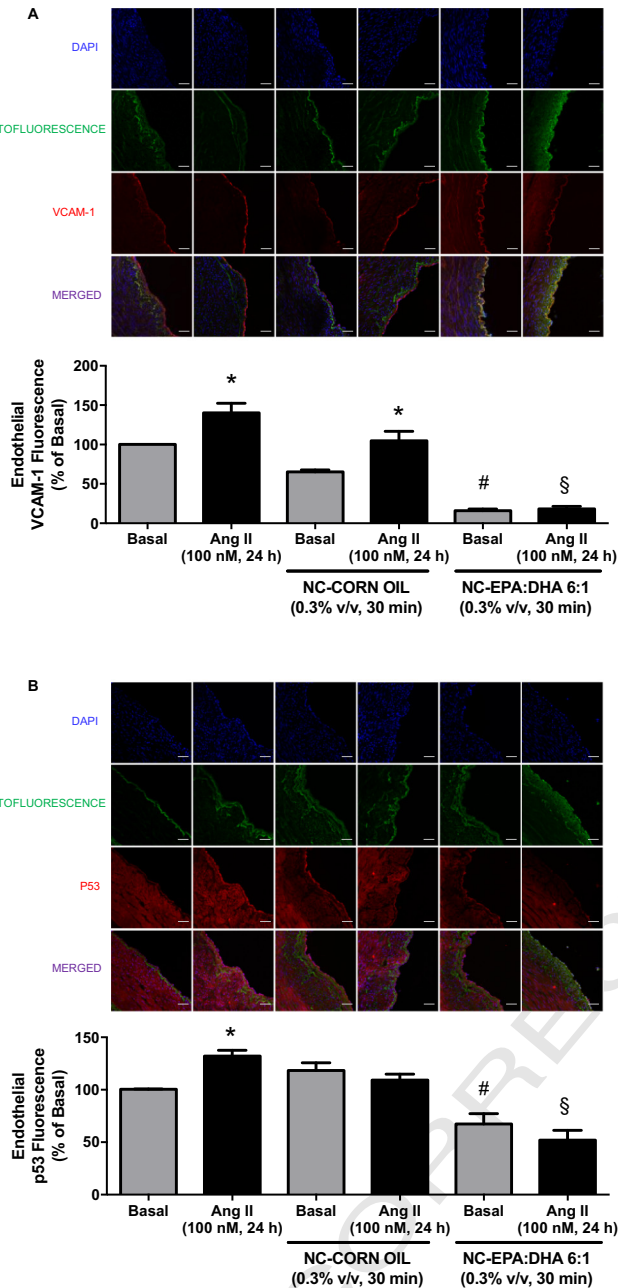 A
DAPI
TOFLUORESCENCE
VCAM-1
MERGED
Endothelial
VCAM-1 Fluorescence
(% of Basal)
200
150
100
50
0
*
*
#
§
Basal
Ang II
(100 nM, 24 h)
Basal
Ang II
(100 nM, 24 h)
Basal
Ang II
(100 nM, 24 h)
NC-CORN OIL
(0.3% v/v, 30 min)
NC-EPA:DHA 6:1
(0.3% v/v, 30 min)
B
DAPI
TOFLUORESCENCE
P53
MERGED
Endothelial
p53 Fluorescence
(% of Basal)
150
100
50
0
*
#
§
Basal
Ang II
(100 nM, 24 h)
Basal
Ang II
(100 nM, 24 h)
Basal
Ang II
(100 nM, 24 h)
NC-CORN OIL
(0.3% v/v, 30 min)
NC-EPA:DHA 6:1
(0.3% v/v, 30 min)